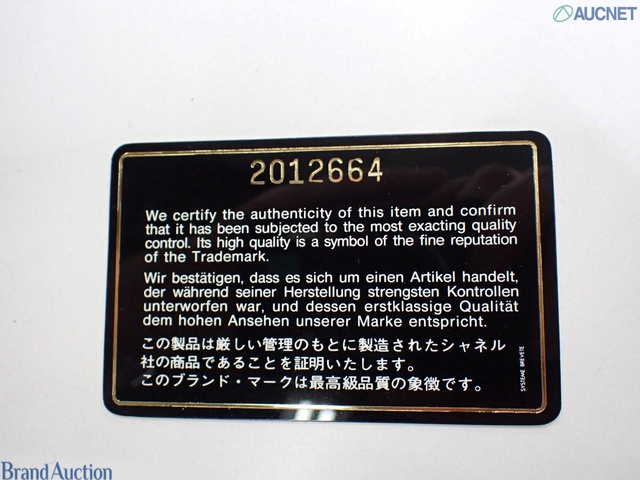 AUCNET
2012664
We certify the authenticity of this item and confirm
that it has been subjected to the most exacting quality
control. Its high quality is a symbol of the fine reputation
of the Trademark.
Wir bestätigen, dass es sich um einen Artikel handelt,
der während seiner Herstellung strengsten Kontrollen
unterworfen war, und dessen erstklassige Qualität
dem hohen Ansehen unserer Marke entspricht.
この製品は厳しい管理のもとに製造されたシャネル
社の商品であることを証明いたします。
このブランド・マークは最高級品質の象徴です。
SYSTEME BREVETE
Brand Auction